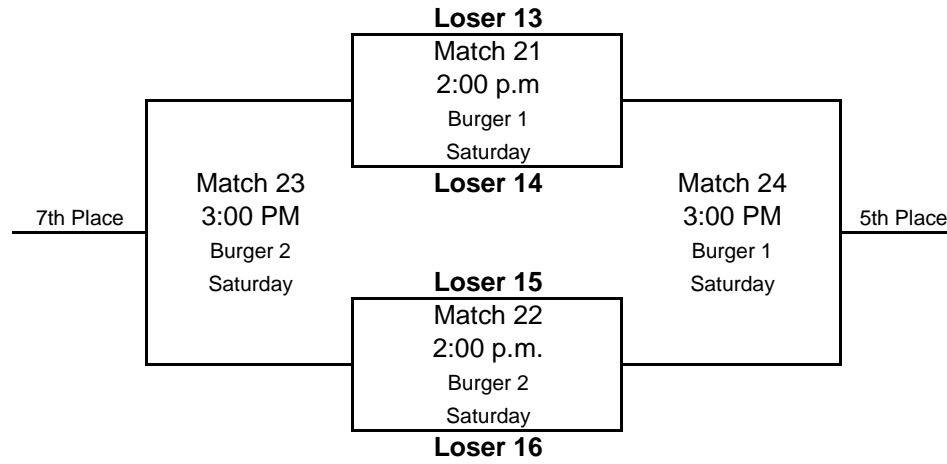 Loser 13
Match 21
2:00 p.m
Burger 1
Saturday
Loser 14
Match 23
3:00 PM
Burger 2
Saturday
7th Place
Match 24
3:00 PM
Burger 1
Saturday
5th Place
Loser 15
Match 22
2:00 p.m.
Burger 2
Saturday
Loser 16